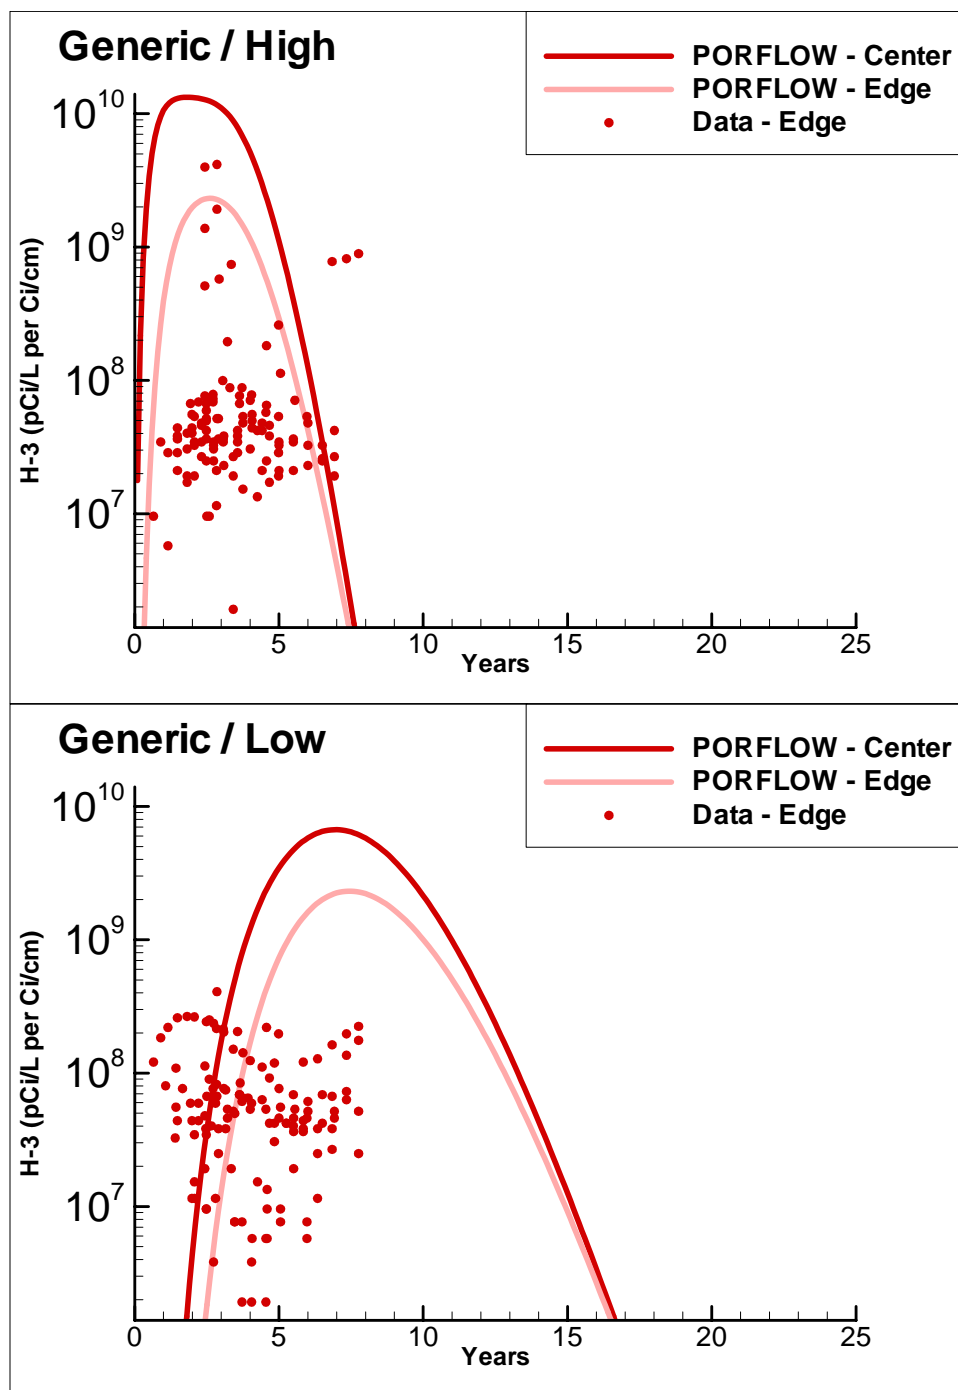 Generic / High
PORFLOW - Center
PORFLOW - Edge
Data - Edge
10^10
10^9
10^8
10^7
H-3 (pCi/L per Ci/cm)
0 5 10 15 20 25
Years
Generic / Low
PORFLOW - Center
PORFLOW - Edge
Data - Edge
10^10
10^9
10^8
10^7
H-3 (pCi/L per Ci/cm)
0 5 10 15 20 25
Years